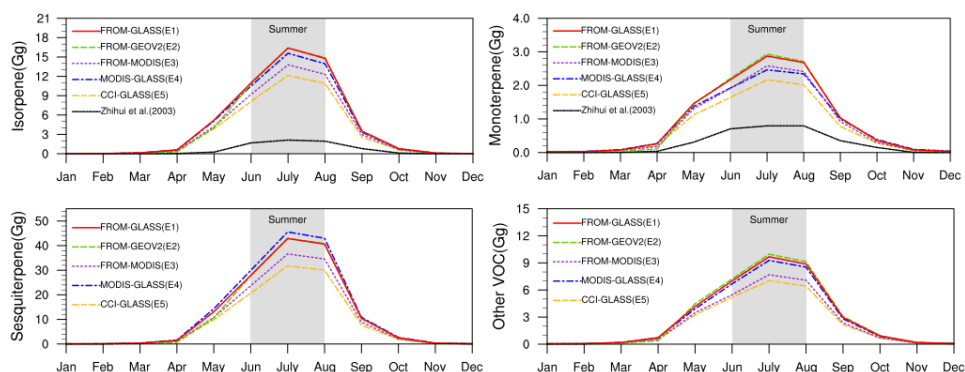 Isorpene(Gg)
21
18
15
12
9
6
3
0
Summer
FROM-GLASS(E1)
FROM-GEOV2(E2)
FROM-MODIS(E3)
MODIS-GLASS(E4)
CCI-GLASS(E5)
Zhihui et al.(2003)
Jan Feb Mar Apr May Jun July Aug Sep Oct Nov Dec
Monoterpene(Gg)
4.0
3.0
2.0
1.0
0.0
Summer
FROM-GLASS(E1)
FROM-GEOV2(E2)
FROM-MODIS(E3)
MODIS-GLASS(E4)
CCI-GLASS(E5)
Zhihui et al.(2003)
Jan Feb Mar Apr May Jun July Aug Sep Oct Nov Dec
Sesquiterpene(Gg)
50
40
30
20
10
0
Summer
FROM-GLASS(E1)
FROM-GEOV2(E2)
FROM-MODIS(E3)
MODIS-GLASS(E4)
CCI-GLASS(E5)
Jan Feb Mar Apr May Jun July Aug Sep Oct Nov Dec
Other VOC(Gg)
15
12
9
6
3
0
Summer
FROM-GLASS(E1)
FROM-GEOV2(E2)
FROM-MODIS(E3)
MODIS-GLASS(E4)
CCI-GLASS(E5)
Jan Feb Mar Apr May Jun July Aug Sep Oct Nov Dec